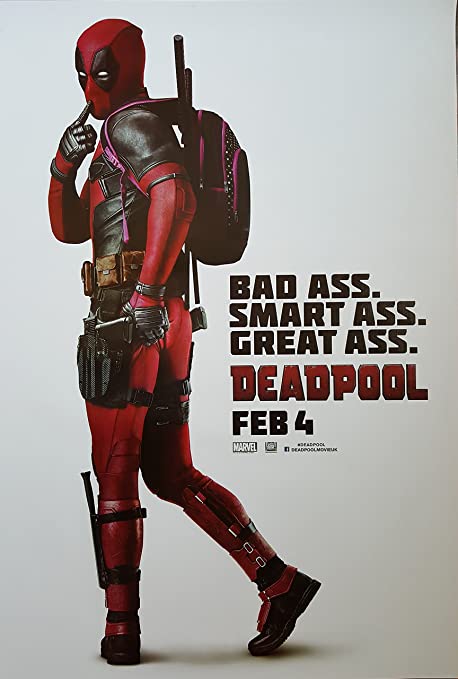 BAD ASS.
SMART ASS.
GREAT ASS.
DEADPOOL
FEB 4
MARVEL
#DEADPOOL
DEADPOOLMOVIEUK